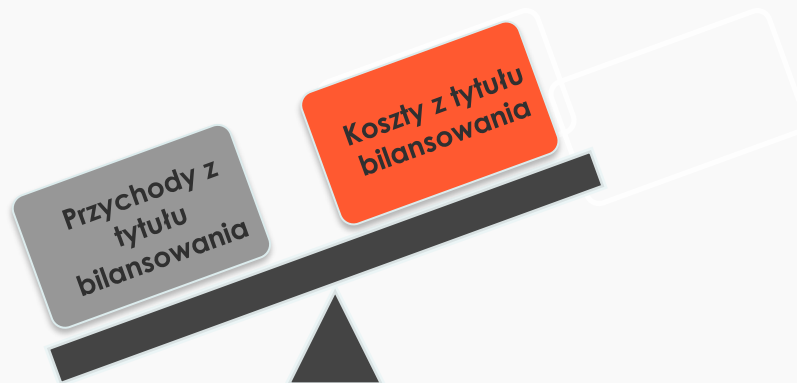 Przychody z
tytułu
bilansowania
Koszty z tytułu
bilansowania